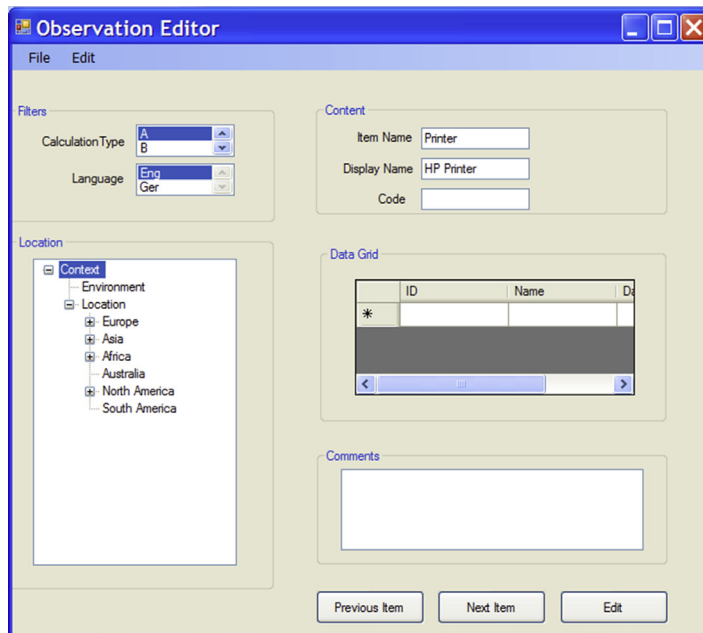 Observation Editor
File Edit
Filters
CalculationType
A
B
Language
Eng
Ger
Content
Item Name Printer
Display Name HP Printer
Code
Location
Context
Environment
Location
Europe
Asia
Africa
Australia
North America
South America
Data Grid
ID Name Da
Comments
Previous Item Next Item Edit